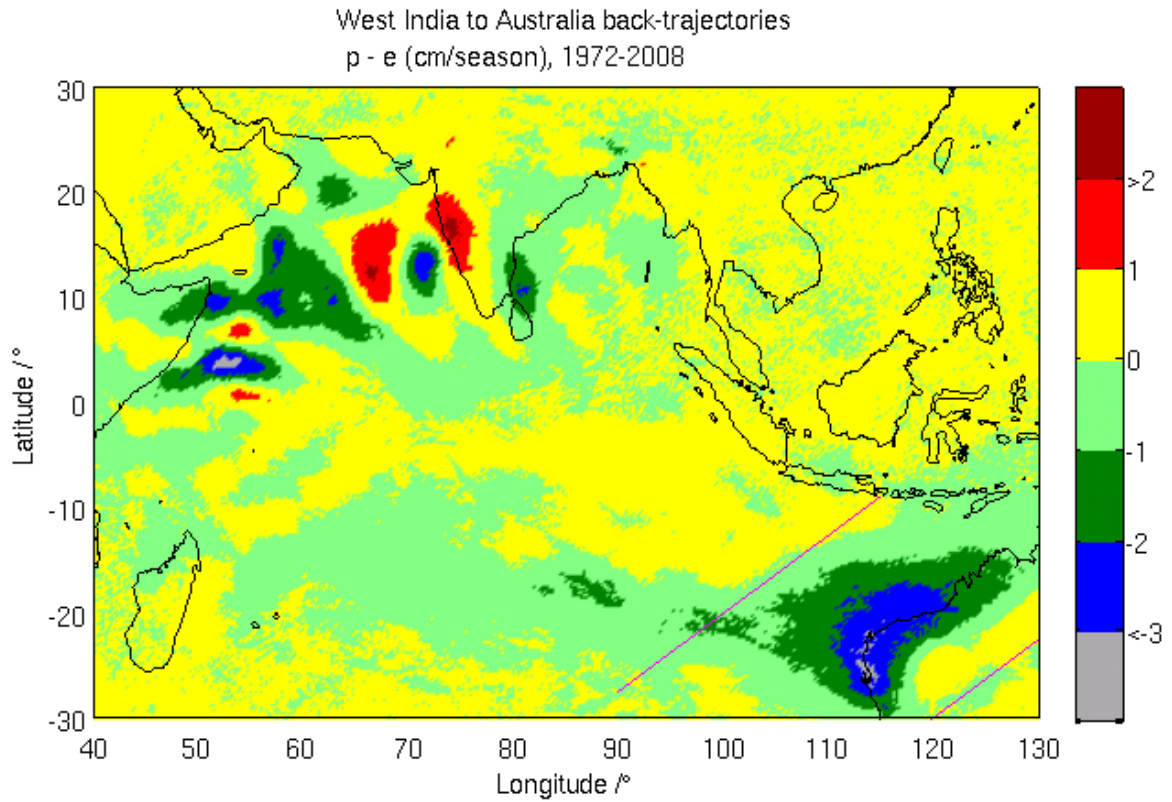 West India to Australia back-trajectories
p - e (cm/season), 1972-2008
30
20
10
0
-10
-20
-30
Latitude /°
40 50 60 70 80 90 100 110 120 130
Longitude /°
>2
1
0
-1
-2
<-3